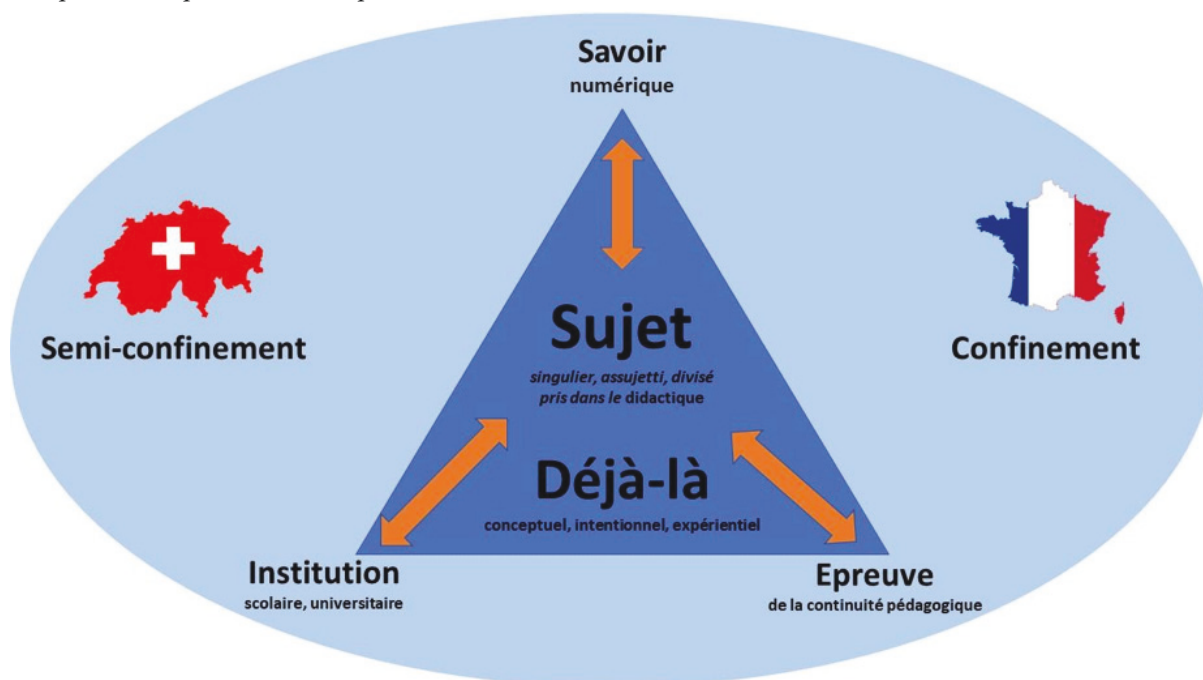 Savoir
numérique
Semi-confinement
Confinement
Sujet
singulier, assujetti, divisé
pris dans le didactique
Déjà-là
conceptuel, intentionnel, expérientiel
Institution
scolaire, universitaire
Epreuve
de la continuité pédagogique